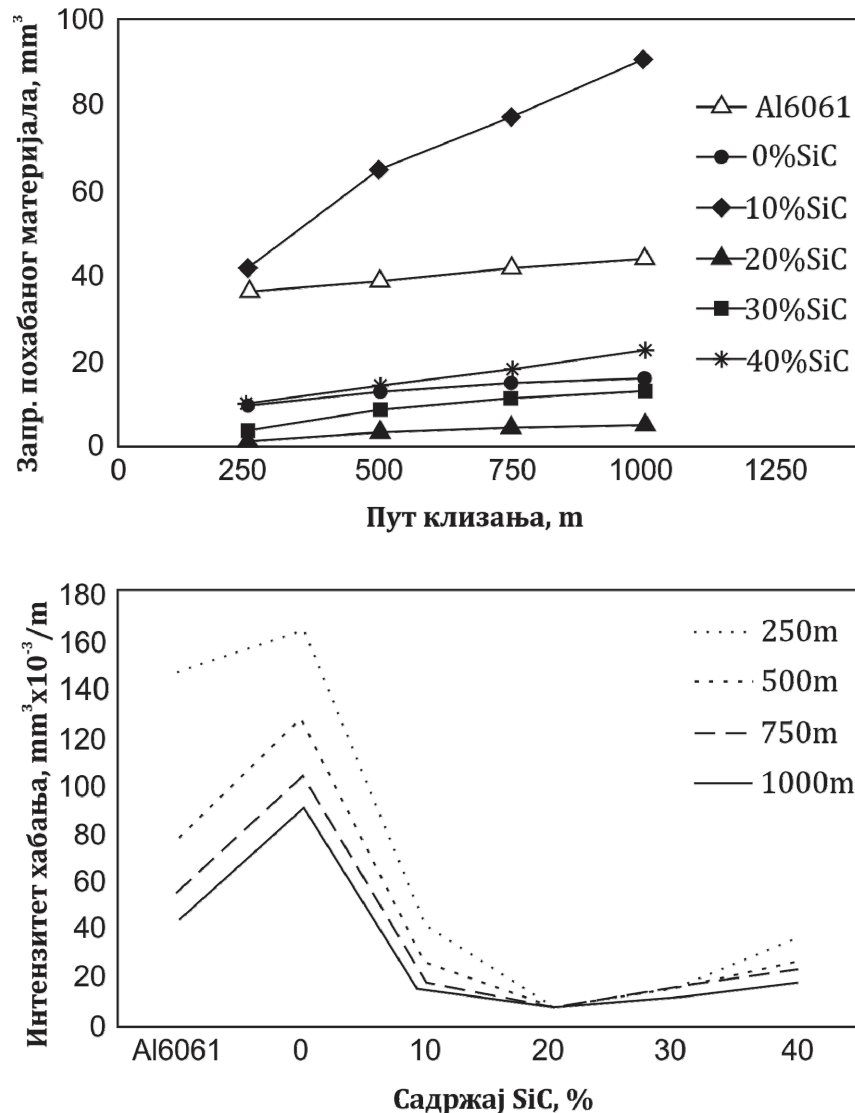 100
80
60
40
20
0
Запр. похабаног материјала, mm³
Al6061
0%SiC
10%SiC
20%SiC
30%SiC
40%SiC
0 250 500 750 1000 1250
Пут клизања, m
180
160
140
120
100
80
60
40
20
0
Интензитет хабања, mm³x10⁻³/m
250m
500m
750m
1000m
Al6061 0 10 20 30 40
Садржај SiC, %